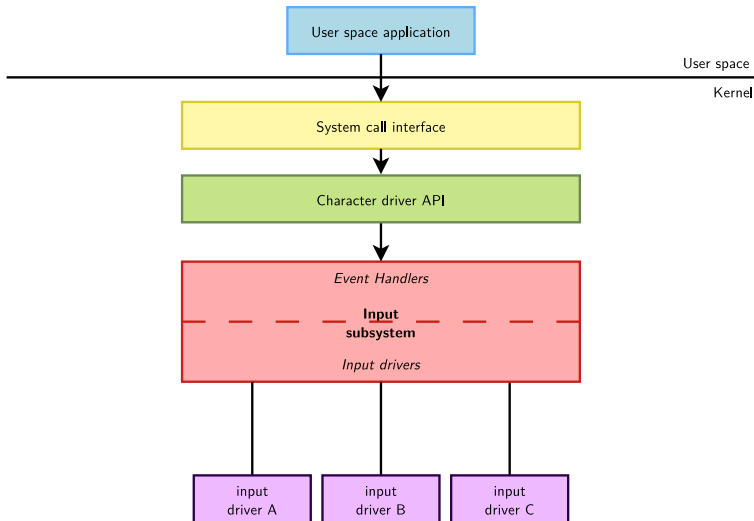 User space application
User space
Kernel
System call interface
Character driver API
Event Handlers
Input
subsystem
Input drivers
input
driver A
input
driver B
input
driver C